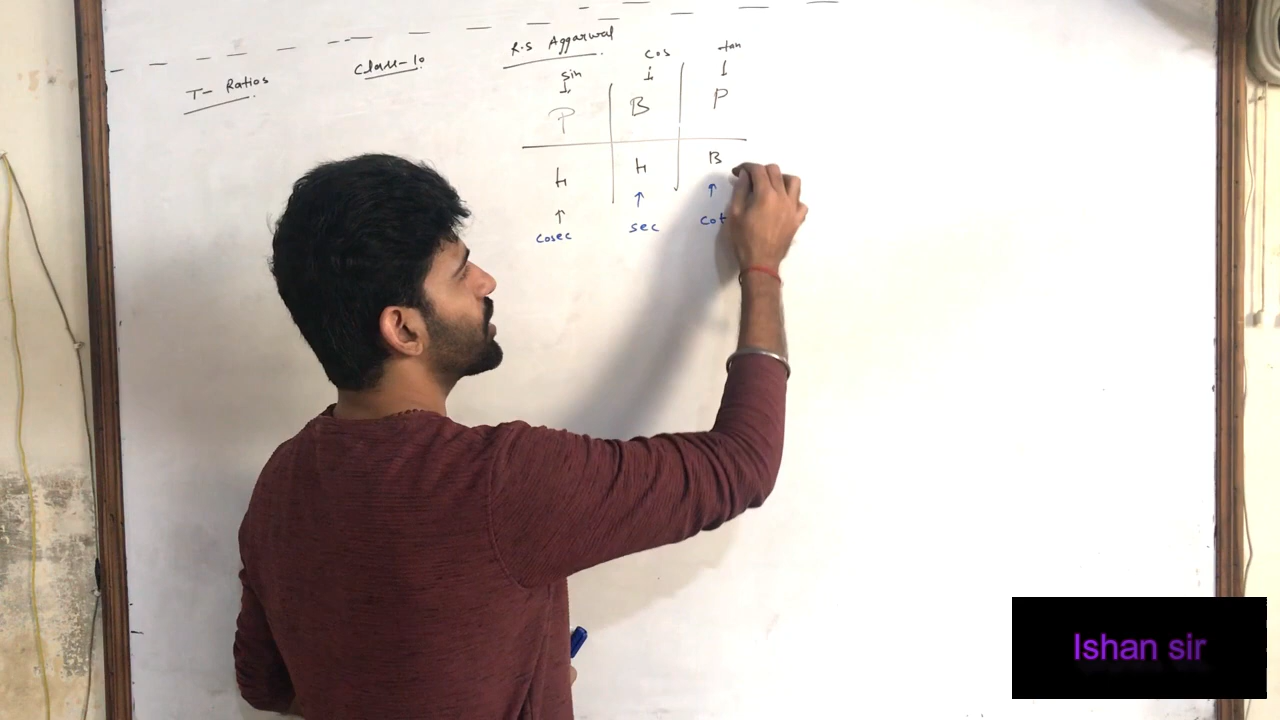 T- Ratios
Class-10
R.S Aggarwal
sin cos tan
↓ ↓ ↓
P B P
H H B
↑ ↑ ↑
cosec sec cot
Ishan sir